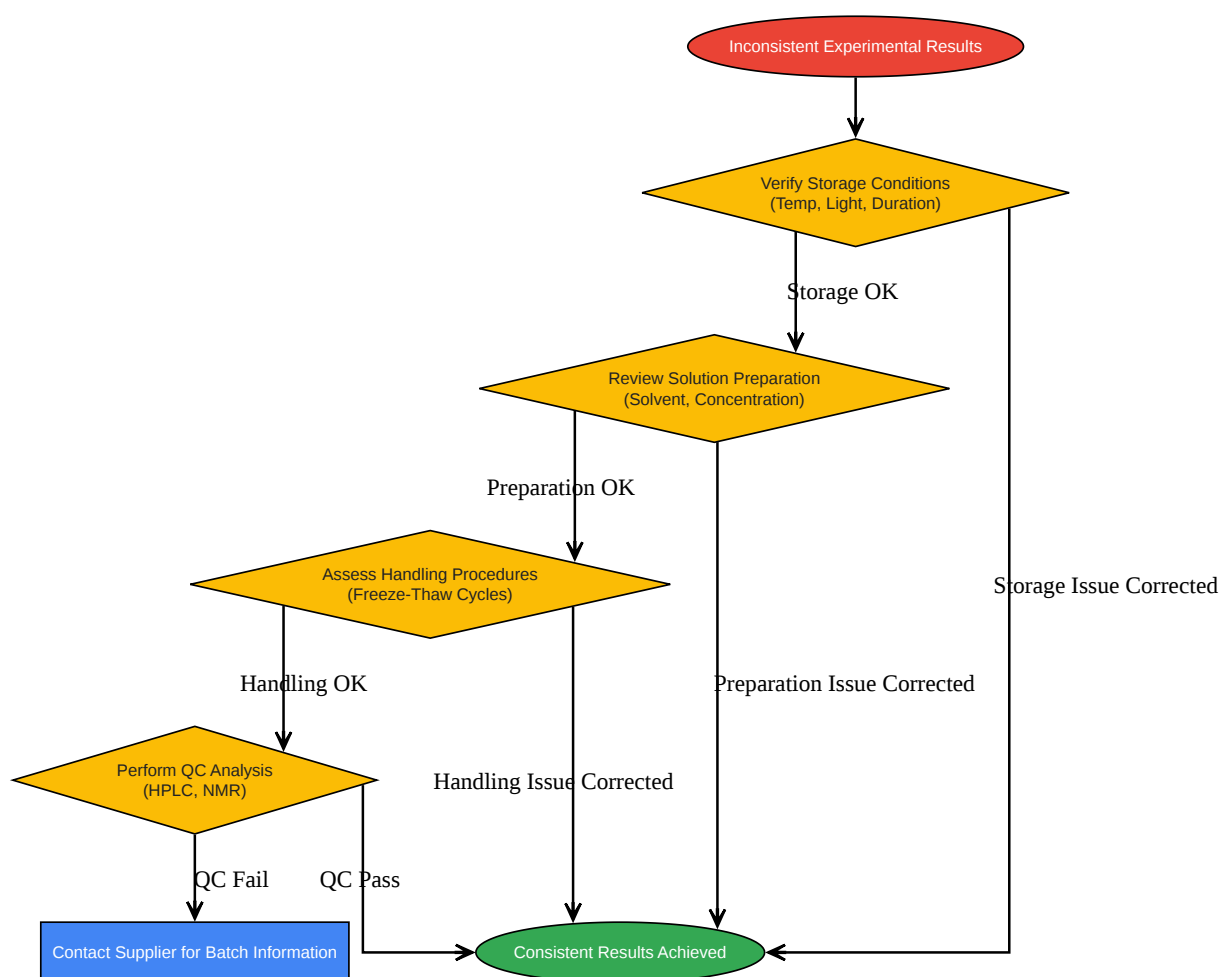 Inconsistent Experimental Results
Verify Storage Conditions
(Temp, Light, Duration)
Storage OK
Review Solution Preparation
(Solvent, Concentration)
Preparation OK
Assess Handling Procedures
(Freeze-Thaw Cycles)
Storage Issue Corrected
Handling OK
Preparation Issue Corrected
Perform QC Analysis
(HPLC, NMR)
Handling Issue Corrected
QC Fail
QC Pass
Contact Supplier for Batch Information
Consistent Results Achieved